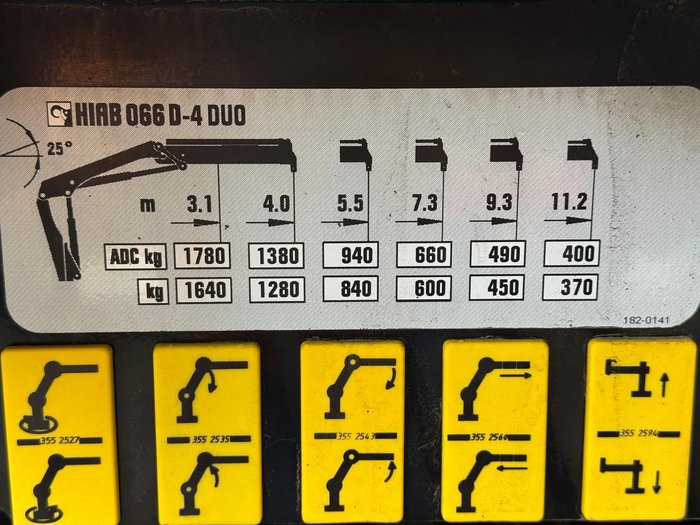 HIAB 066 D-4 DUO
25°
m 3.1 4.0 5.5 7.3 9.3 11.2
ADC kg 1780 1380 940 660 490 400
kg 1640 1280 840 600 450 370
182-0141
355 2527 355 2535 355 2543 355 2560 355 2594